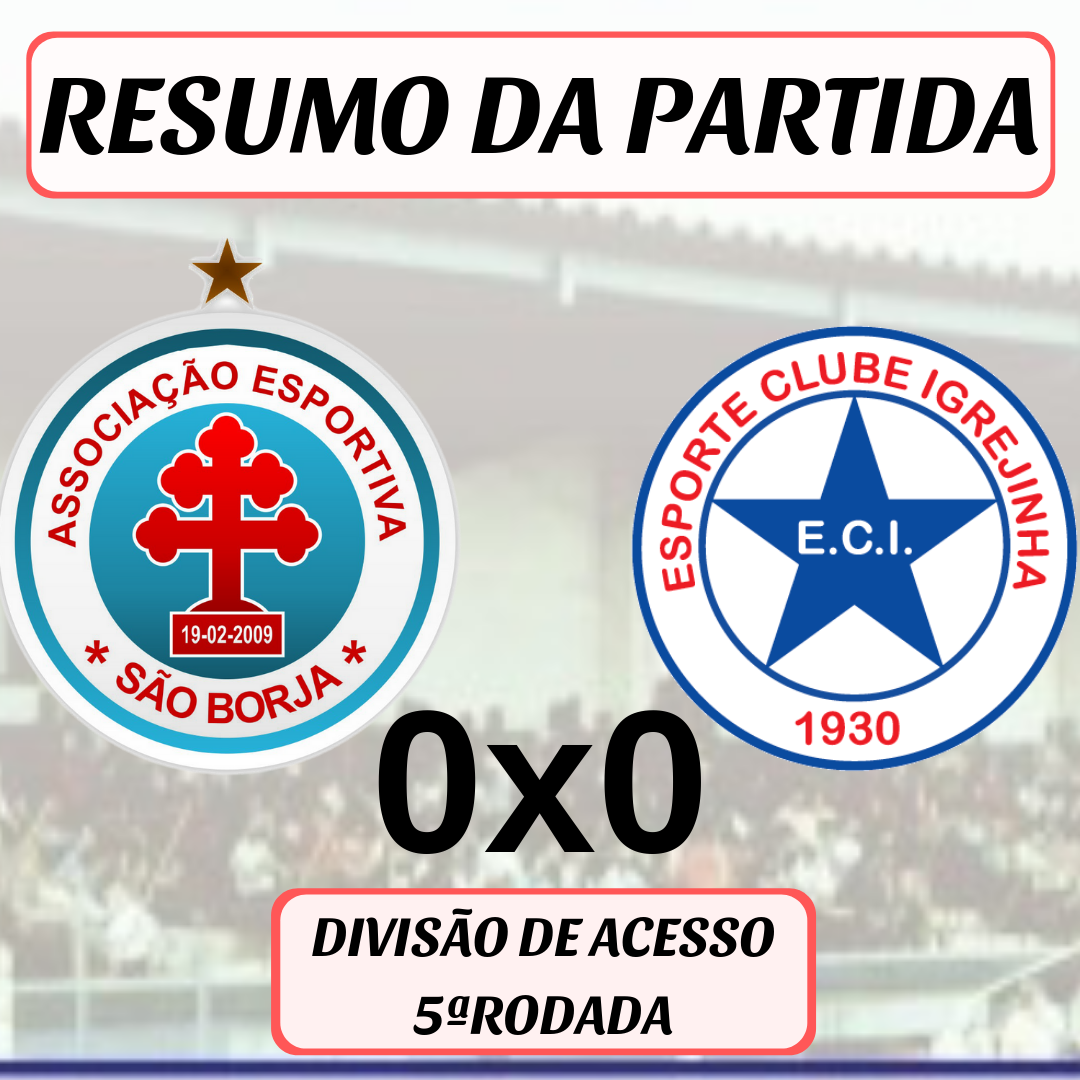 RESUMO DA PARTIDA
ASSOCIAÇÃO ESPORTIVA
19-02-2009
* SÃO BORJA *
ESPORTE CLUBE IGREJINHA
E.C.I.
1930
0x0
DIVISÃO DE ACESSO
5ªRODADA